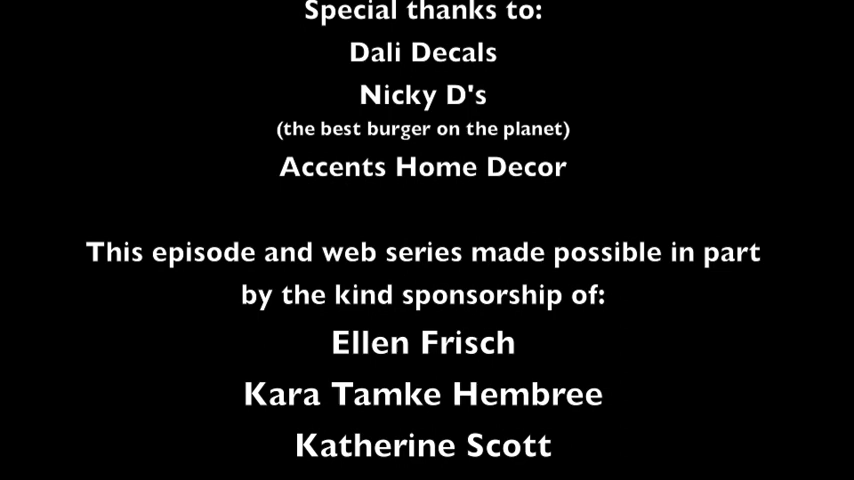 Special thanks to:
Dali Decals
Nicky D's
(the best burger on the planet)
Accents Home Decor
This episode and web series made possible in part
by the kind sponsorship of:
Ellen Frisch
Kara Tamke Hembree
Katherine Scott